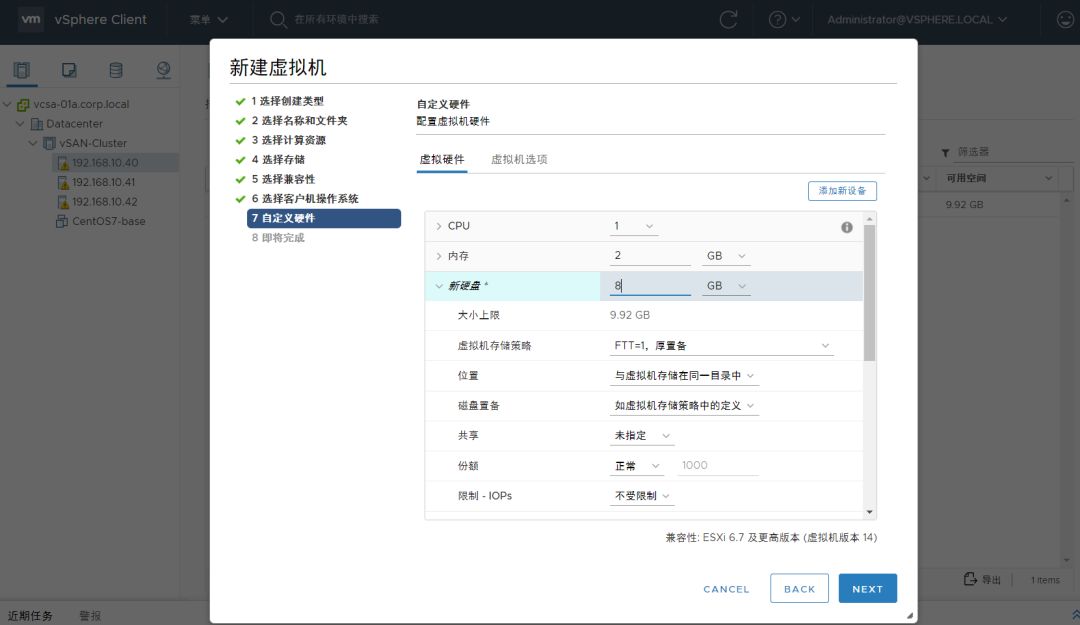 vm vSphere Client 菜单 在所有环境中搜索 Administrator@VSPHERE.LOCAL
新建虚拟机
vcsa-01a.corp.local
Datacenter
vSAN-Cluster
192.168.10.40
192.168.10.41
192.168.10.42
CentOS7-base
1 选择创建类型
2 选择名称和文件夹
3 选择计算资源
4 选择存储
5 选择兼容性
6 选择客户机操作系统
7 自定义硬件
8 即将完成
自定义硬件
配置虚拟机硬件
虚拟硬件 虚拟机选项
添加新设备
CPU 1
内存 2 GB
新硬盘 * 8 GB
大小上限 9.92 GB
虚拟机存储策略 FTT=1，厚置备
位置 与虚拟机存储在同一目录中
磁盘置备 如虚拟机存储策略中的定义
共享 未指定
份额 正常 1000
限制 - IOPs 不受限制
兼容性: ESXi 6.7 及更高版本 (虚拟机版本 14)
CANCEL BACK NEXT
筛选器
可用空间
9.92 GB
导出 1 items
近期任务 警报